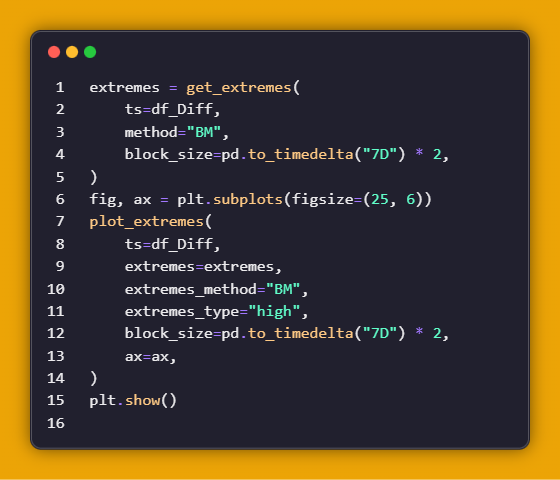 1 extremes = get_extremes(
2     ts=df_Diff,
3     method="BM",
4     block_size=pd.to_timedelta("7D") * 2,
5 )
6 fig, ax = plt.subplots(figsize=(25, 6))
7 plot_extremes(
8     ts=df_Diff,
9     extremes=extremes,
10     extremes_method="BM",
11     extremes_type="high",
12     block_size=pd.to_timedelta("7D") * 2,
13     ax=ax,
14 )
15 plt.show()
16